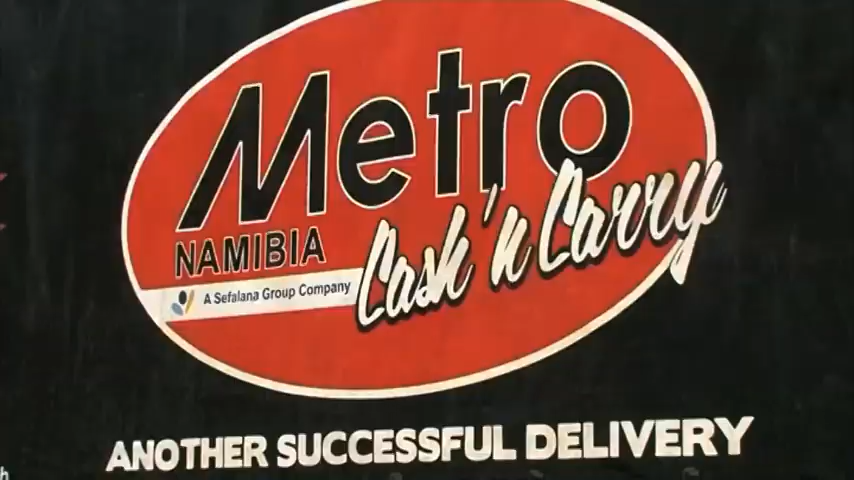 Metro
NAMIBIA
Cash 'n Carry
A Sefalana Group Company
ANOTHER SUCCESSFUL DELIVERY